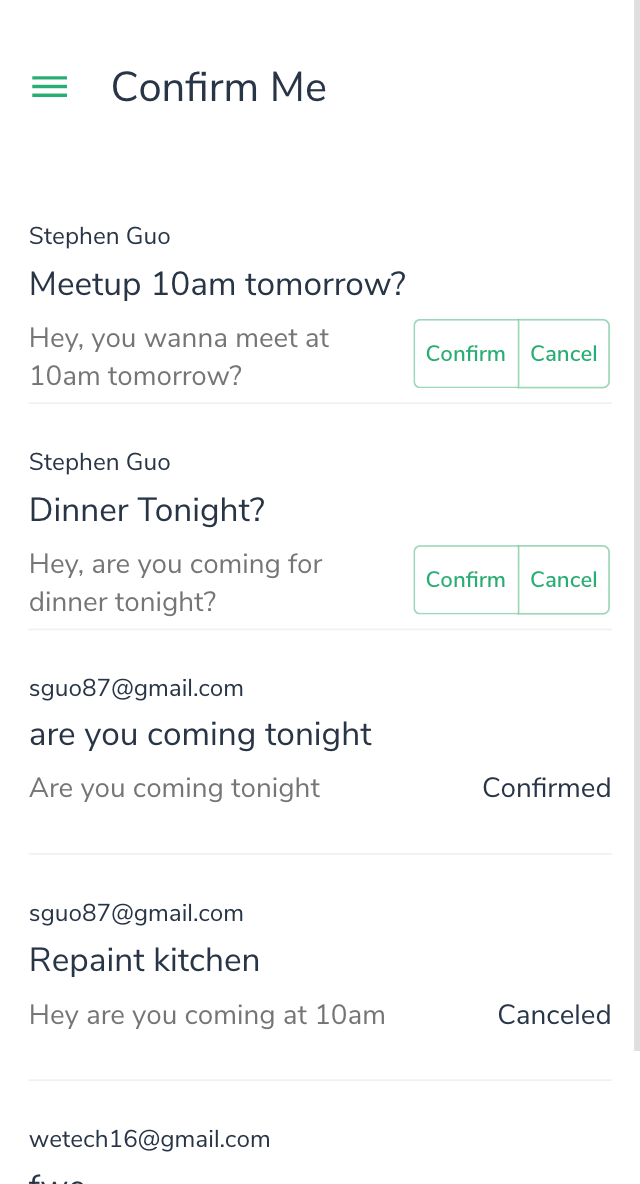 Confirm Me
Stephen Guo
Meetup 10am tomorrow?
Hey, you wanna meet at
10am tomorrow?
Confirm Cancel
Stephen Guo
Dinner Tonight?
Hey, are you coming for
dinner tonight?
Confirm Cancel
sguo87@gmail.com
are you coming tonight
Are you coming tonight
Confirmed
sguo87@gmail.com
Repaint kitchen
Hey are you coming at 10am
Canceled
wetech16@gmail.com